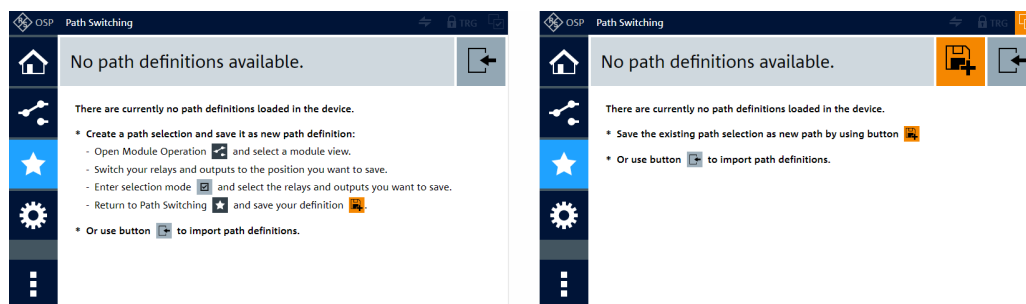 OSP Path Switching TRG
No path definitions available.
There are currently no path definitions loaded in the device.
* Create a path selection and save it as new path definition:
- Open Module Operation and select a module view.
- Switch your relays and outputs to the position you want to save.
- Enter selection mode and select the relays and outputs you want to save.
- Return to Path Switching and save your definition .
* Or use button to import path definitions.
OSP Path Switching TRG
No path definitions available.
There are currently no path definitions loaded in the device.
* Save the existing path selection as new path by using button
* Or use button to import path definitions.